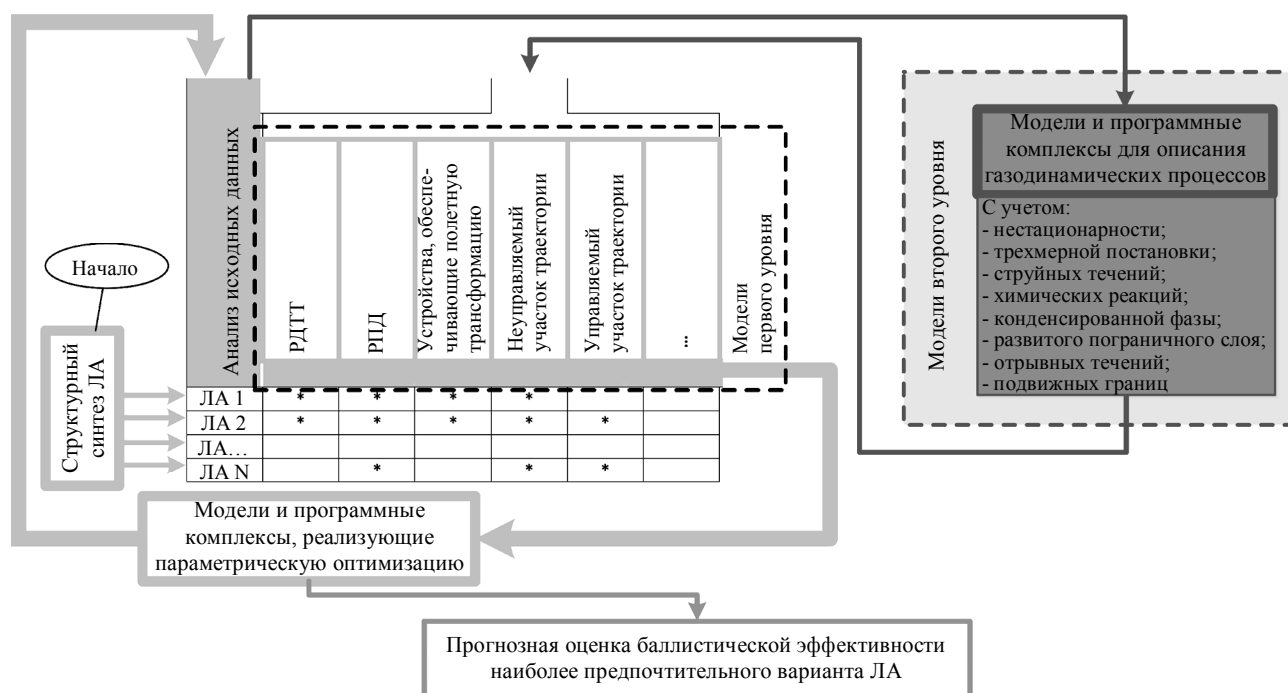 Начало
Структурный
синтез ЛА
Анализ исходных данных
РДТТ
РПД
Устройства, обеспе-
чивающие полетную
трансформацию
Неуправляемый
участок траектории
Управляемый
участок траектории
...
Модели
первого уровня
ЛА 1 * * * *
ЛА 2 * * * * *
ЛА...
ЛА N * * *
Модели второго уровня
Модели и программные
комплексы для описания
газодинамических процессов
С учетом:
- нестационарности;
- трехмерной постановки;
- струйных течений;
- химических реакций;
- конденсированной фазы;
- развитого пограничного слоя;
- отрывных течений;
- подвижных границ
Модели и программные
комплексы, реализующие
параметрическую оптимизацию
Прогнозная оценка баллистической эффективности
наиболее предпочтительного варианта ЛА